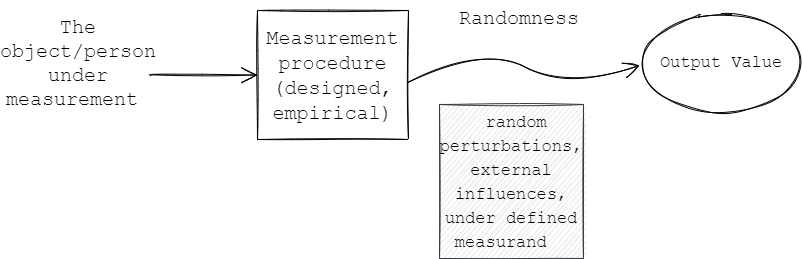 The
object/person
under
measurement
Measurement
procedure
(designed,
empirical)
Randomness
random
perturbations,
external
influences,
under defined
measurand
Output Value